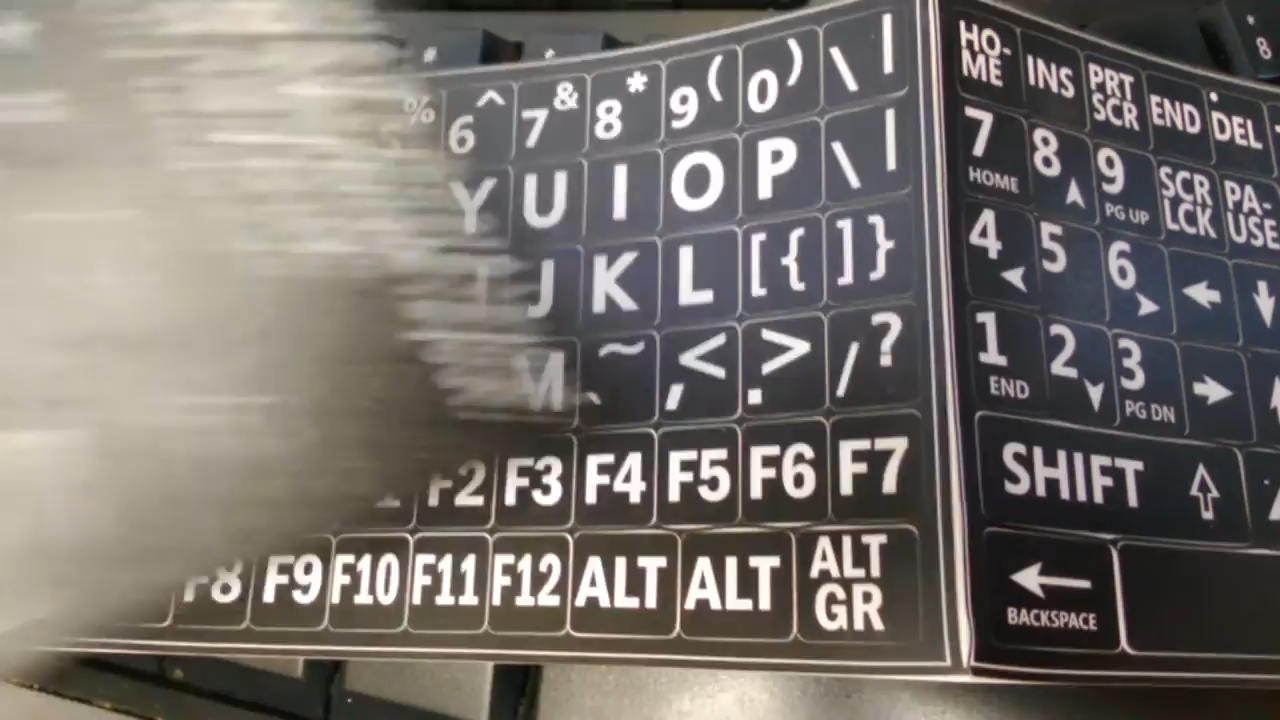 % 6 ^ 7 & 8 * 9 ( 0 ) \ |
Y U I O P \ |
J K L [ { ] }
M ` ~ , < . > / ?
F2 F3 F4 F5 F6 F7
F8 F9 F10 F11 F12 ALT ALT ALT GR
HO-
ME INS PRT
SCR END DEL
7 HOME 8 9 PG UP SCR
LCK PA-
USE
4 5 6
1 END 2 3 PG DN
SHIFT
BACKSPACE
# 
8